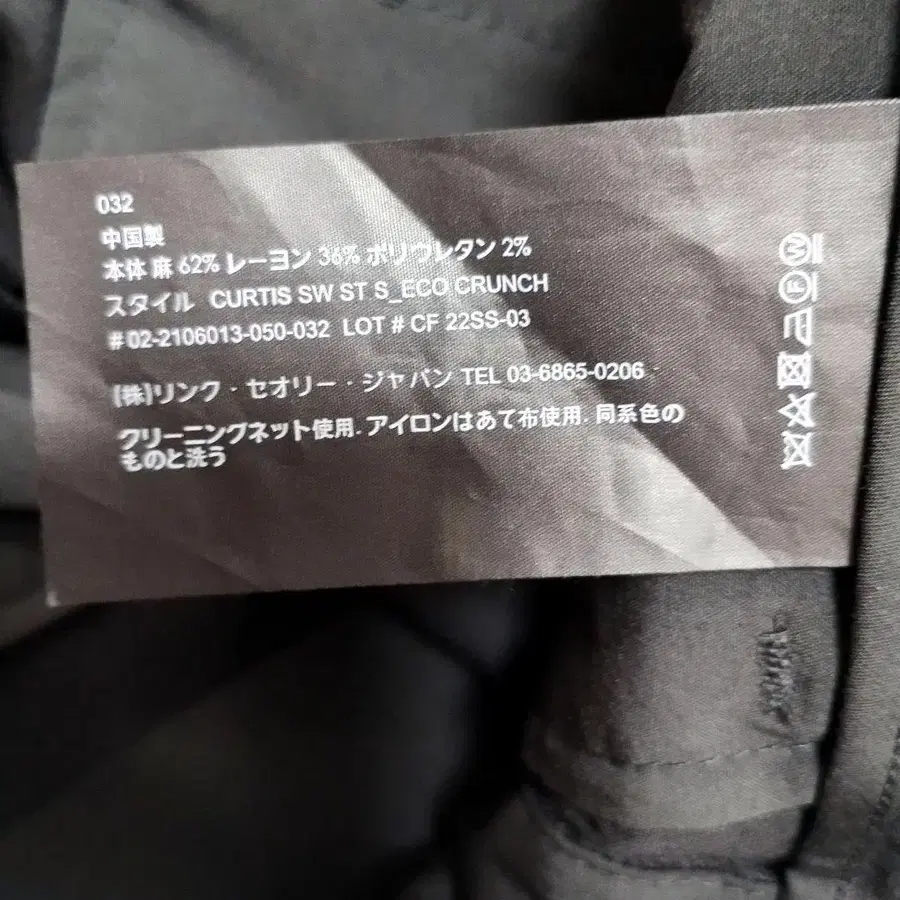 032
中国製
本体 麻 62% レーヨン 36% ポリウレタン 2%
スタイル CURTIS SW ST S_ECO CRUNCH
#02-2106013-050-032 LOT # CF 22SS-03
(株)リンク・セオリー・ジャパン TEL 03-6865-0206
クリーニングネット使用. アイロンはあて布使用. 同系色の
ものと洗う
W
F